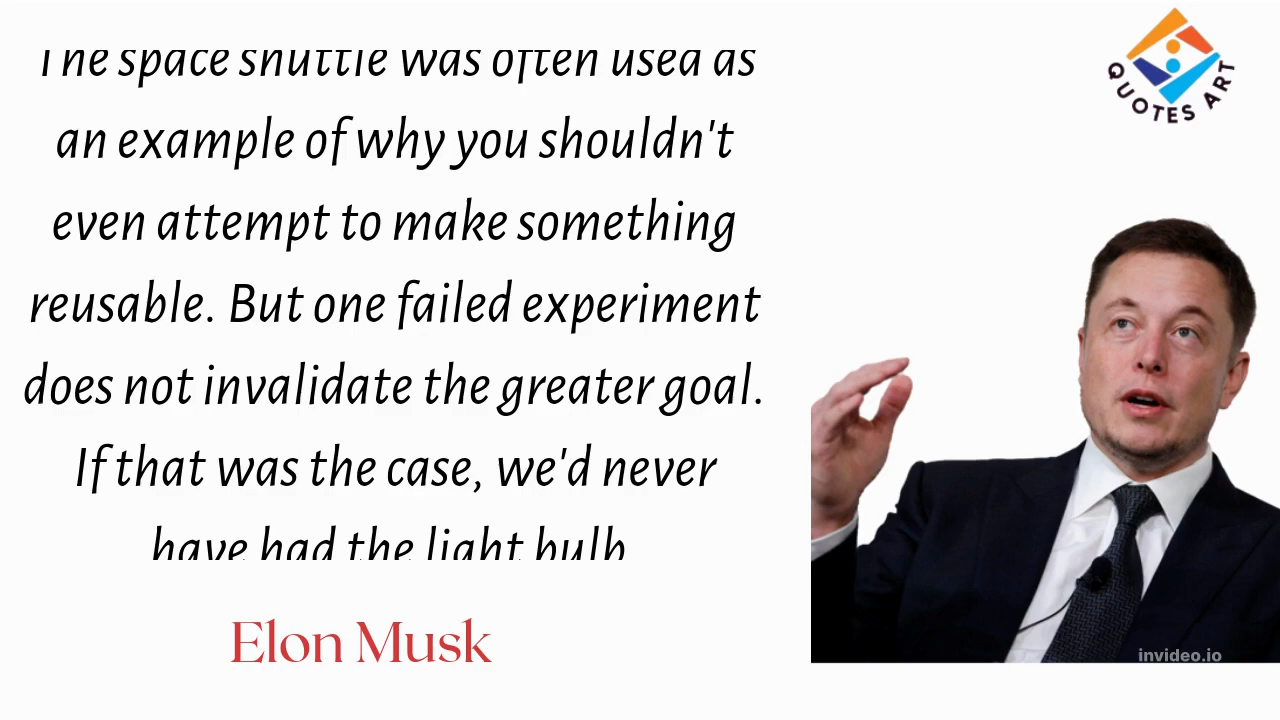 The space shuttle was often used as
an example of why you shouldn't
even attempt to make something
reusable. But one failed experiment
does not invalidate the greater goal.
If that was the case, we'd never
have had the light bulb
Elon Musk
QUOTES ART
invideo.io